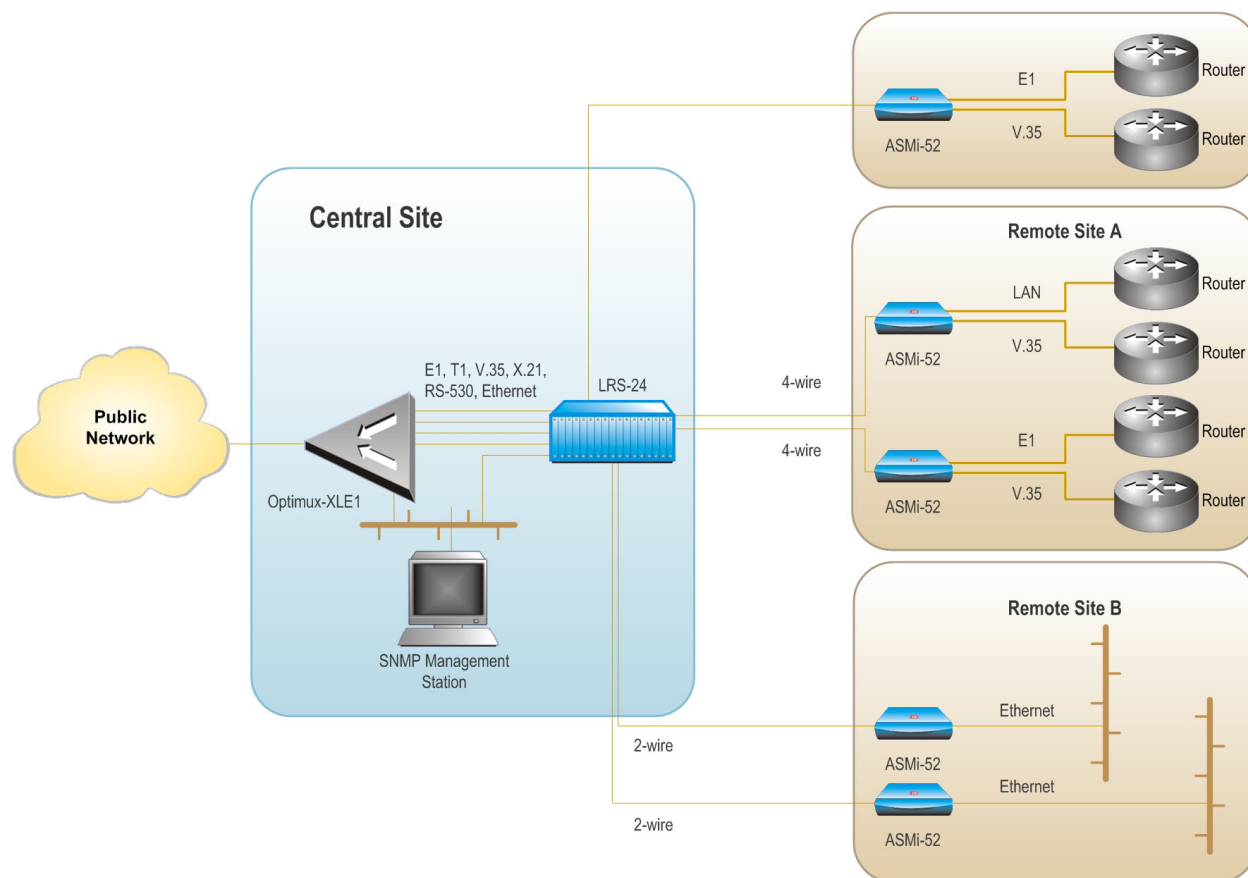 E1
Router
V.35
Router
ASMi-52
Central Site
Remote Site A
LAN
Router
ASMi-52
V.35
Router
E1, T1, V.35, X.21,
RS-530, Ethernet
LRS-24
4-wire
Public
Network
4-wire
E1
Router
ASMi-52
V.35
Router
Optimux-XLE1
SNMP Management
Station
Remote Site B
Ethernet
2-wire
ASMi-52
Ethernet
2-wire
ASMi-52